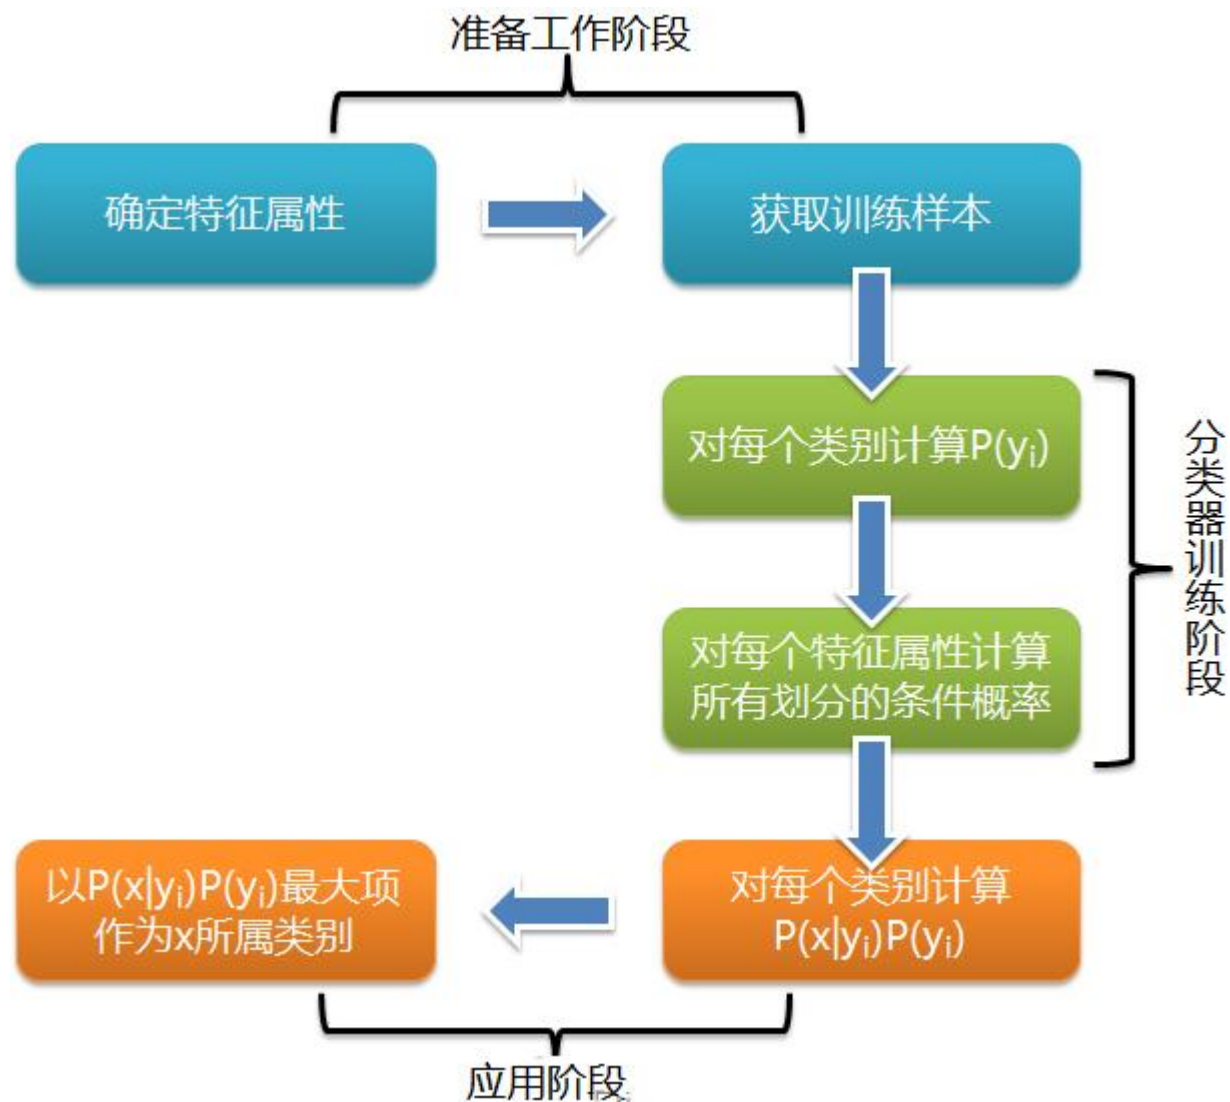 准备工作阶段
确定特征属性
获取训练样本
对每个类别计算P(yᵢ)
分类器训练阶段
对每个特征属性计算
所有划分的条件概率
对每个类别计算
P(x|yᵢ)P(yᵢ)
以P(x|yᵢ)P(yᵢ)最大项
作为x所属类别
应用阶段